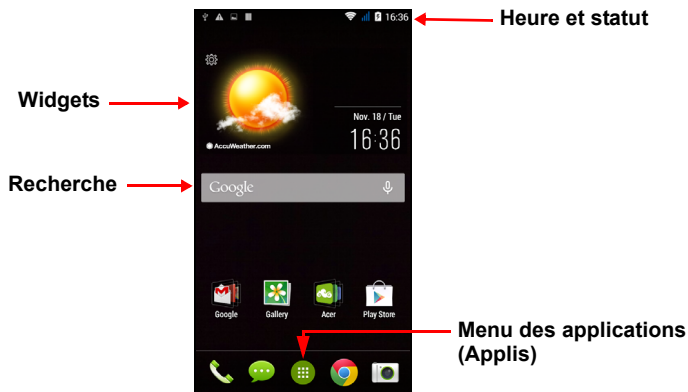 16:36
Heure et statut
Widgets
Nov. 18 / Tue
16:36
AccuWeather.com
Recherche
Google
Google
Gallery
Acer
Play Store
Menu des applications
(Applis)